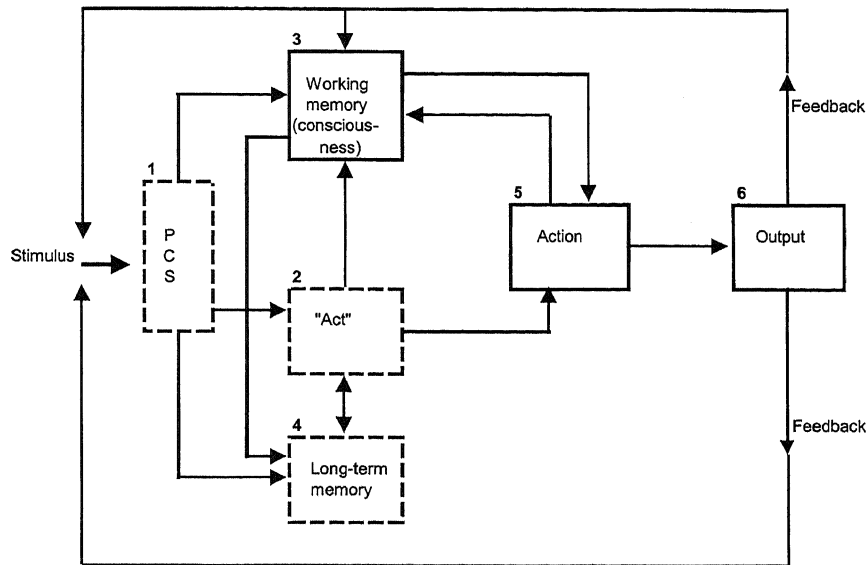 3
Working
memory
(conscious-
ness)
Feedback
1
P
C
S
5
Action
6
Output
Stimulus
2
"Act"
4
Long-term
memory
Feedback